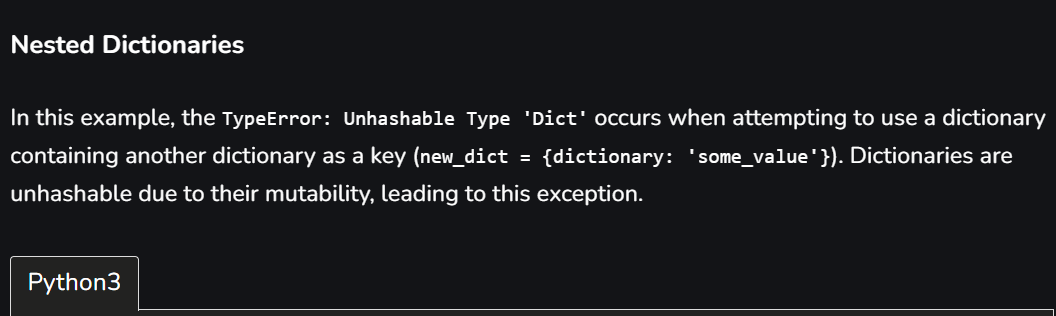 Nested Dictionaries
In this example, the TypeError: Unhashable Type 'Dict' occurs when attempting to use a dictionary
containing another dictionary as a key (new_dict = {dictionary: 'some_value'}). Dictionaries are
unhashable due to their mutability, leading to this exception.
Python3